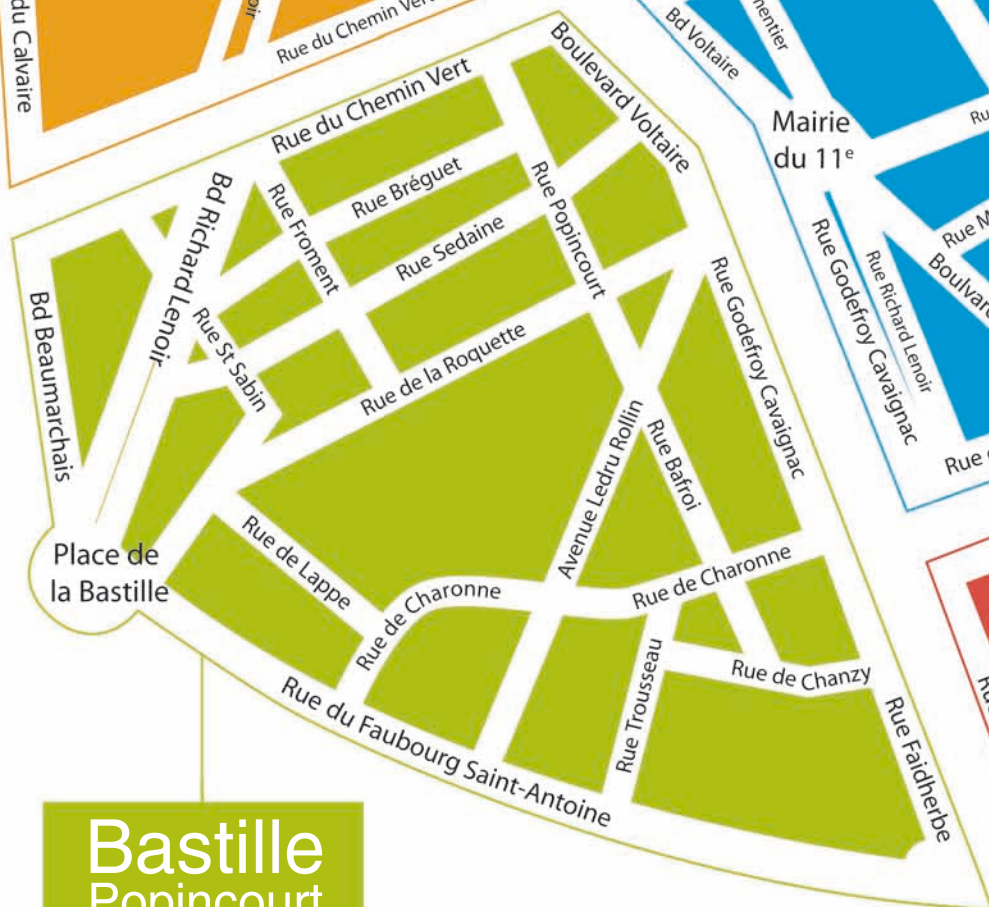 du Calvaire
Rue du Chemin Vert
Bd Voltaire
Boulevard Voltaire
Rue du Chemin Vert
Mairie
du 11e
Bd Richard Lenoir
Rue Bréguet
Rue Froment
Rue Popincourt
Rue Sedaine
Rue Godefroy Cavaignac
Rue Richard Lenoir
Rue Godefroy Cavaignac
Bd Beaumarchais
Rue St Sabin
Rue de la Roquette
Avenue Ledru Rollin
Rue Bafroi
Rue de Lappe
Place de
la Bastille
Rue de Charonne
Rue de Charonne
Rue Trousseau
Rue de Chanzy
Rue du Faubourg Saint-Antoine
Rue Faidherbe
Bastille
Popincourt